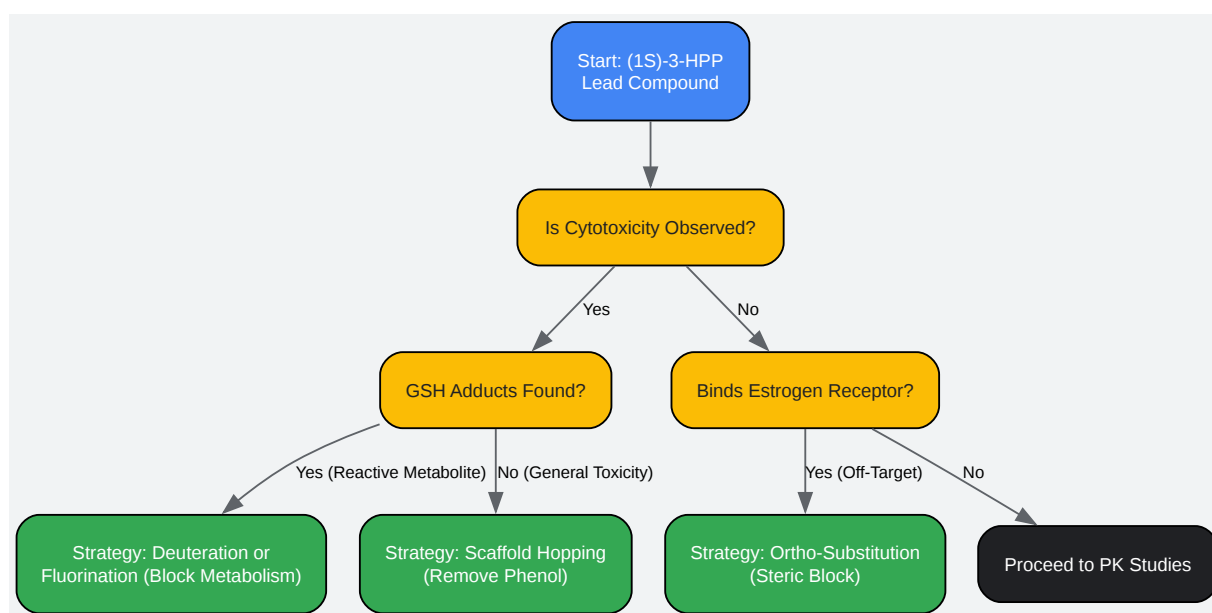 Start: (1S)-3-HPP
Lead Compound
Is Cytotoxicity Observed?
Yes
No
GSH Adducts Found?
Binds Estrogen Receptor?
Yes (Reactive Metabolite)
No (General Toxicity)
Yes (Off-Target)
No
Strategy: Deuteration or
Fluorination (Block Metabolism)
Strategy: Scaffold Hopping
(Remove Phenol)
Strategy: Ortho-Substitution
(Steric Block)
Proceed to PK Studies